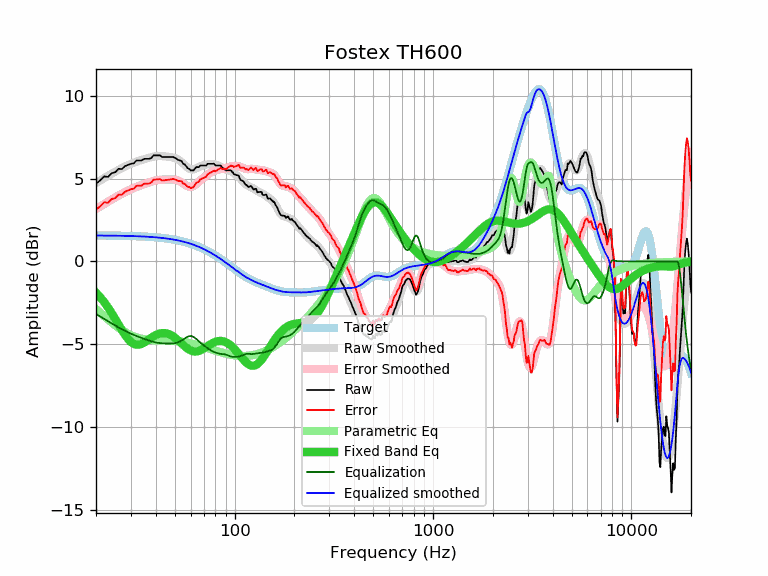 Fostex TH600
Amplitude (dBr)
10
5
0
−5
−10
−15
Target
Raw Smoothed
Error Smoothed
Raw
Error
Parametric Eq
Fixed Band Eq
Equalization
Equalized smoothed
100
1000
10000
Frequency (Hz)